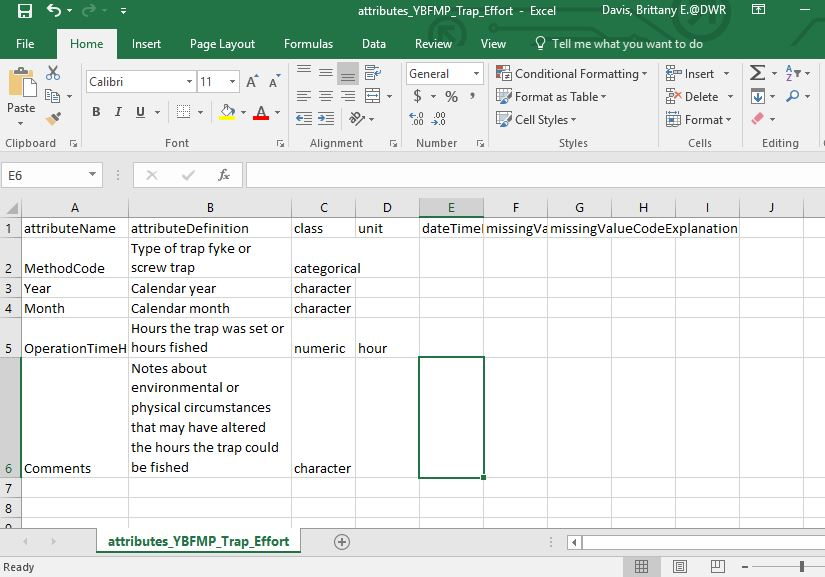 attributes_YBFMP_Trap_Effort - Excel
Davis, Brittany E.@DWR
File Home Insert Page Layout Formulas Data Review View Tell me what you want to do
Paste
Calibri 11
B I U
A A
A
General
$ % ,
.00 .00
Conditional Formatting
Format as Table
Cell Styles
Insert
Delete
Format
Clipboard Font Alignment Number Styles Cells Editing
E6 fx
A B C D E F G H I J
1 attributeName attributeDefinition class unit dateTime missingVa missingValueCodeExplanation
Type of trap fyke or
2 MethodCode screw trap categorical
3 Year Calendar year character
4 Month Calendar month character
Hours the trap was set or
5 OperationTimeH hours fished numeric hour
Notes about
environmental or
physical circumstances
that may have altered
the hours the trap could
6 Comments be fished character
7
8
9
attributes_YBFMP_Trap_Effort
Ready